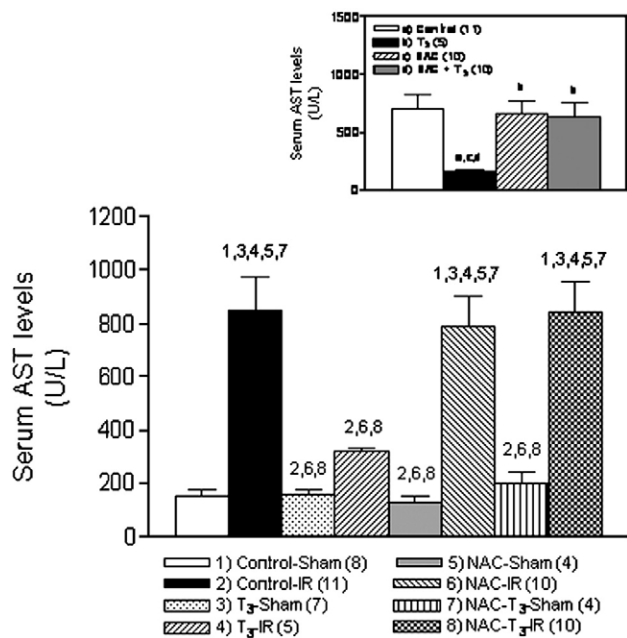 a) Control (11)
b) T3 (5)
c) NAC (10)
d) NAC + T3 (10)
Serum AST levels
(U/L)
1500
1000
500
0
a,c,d
b
b
Serum AST levels
(U/L)
1200
1000
800
600
400
200
0
1,3,4,5,7
2,6,8
2,6,8
2,6,8
1,3,4,5,7
2,6,8
1,3,4,5,7
1) Control-Sham (8)
2) Control-IR (11)
3) T3-Sham (7)
4) T3-IR (5)
5) NAC-Sham (4)
6) NAC-IR (10)
7) NAC-T3-Sham (4)
8) NAC-T3-IR (10)